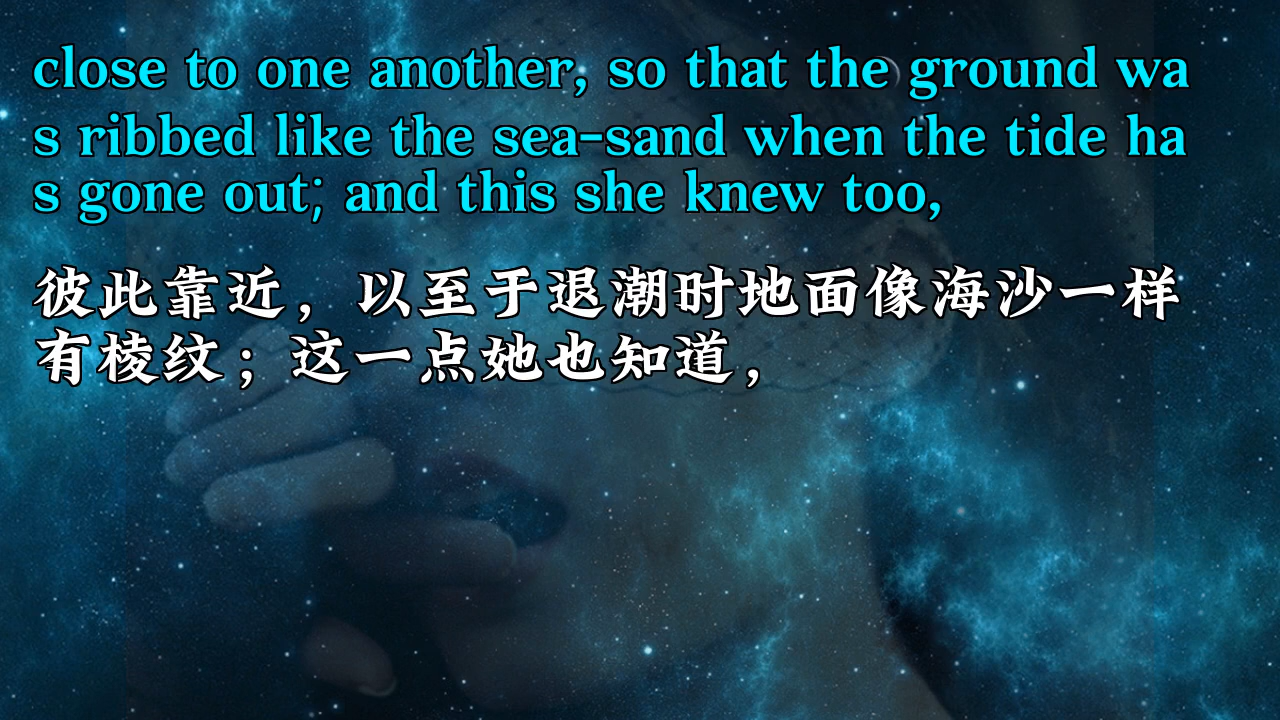 close to one another, so that the ground wa
s ribbed like the sea-sand when the tide ha
s gone out; and this she knew too,
彼此靠近，以至于退潮时地面像海沙一样
有棱纹；这一点她也知道，